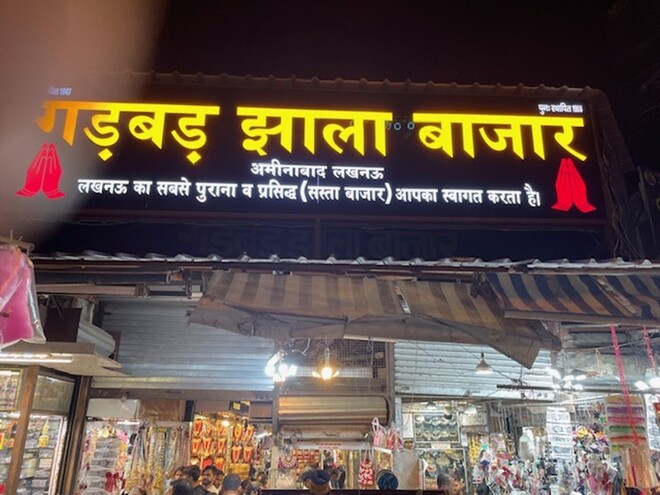 गड़बड़ झाला बाजार
पुनः स्थापित
अमीनाबाद लखनऊ
लखनऊ का सबसे पुराना व प्रसिद्ध (सस्ता बाजार) आपका स्वागत करता है।